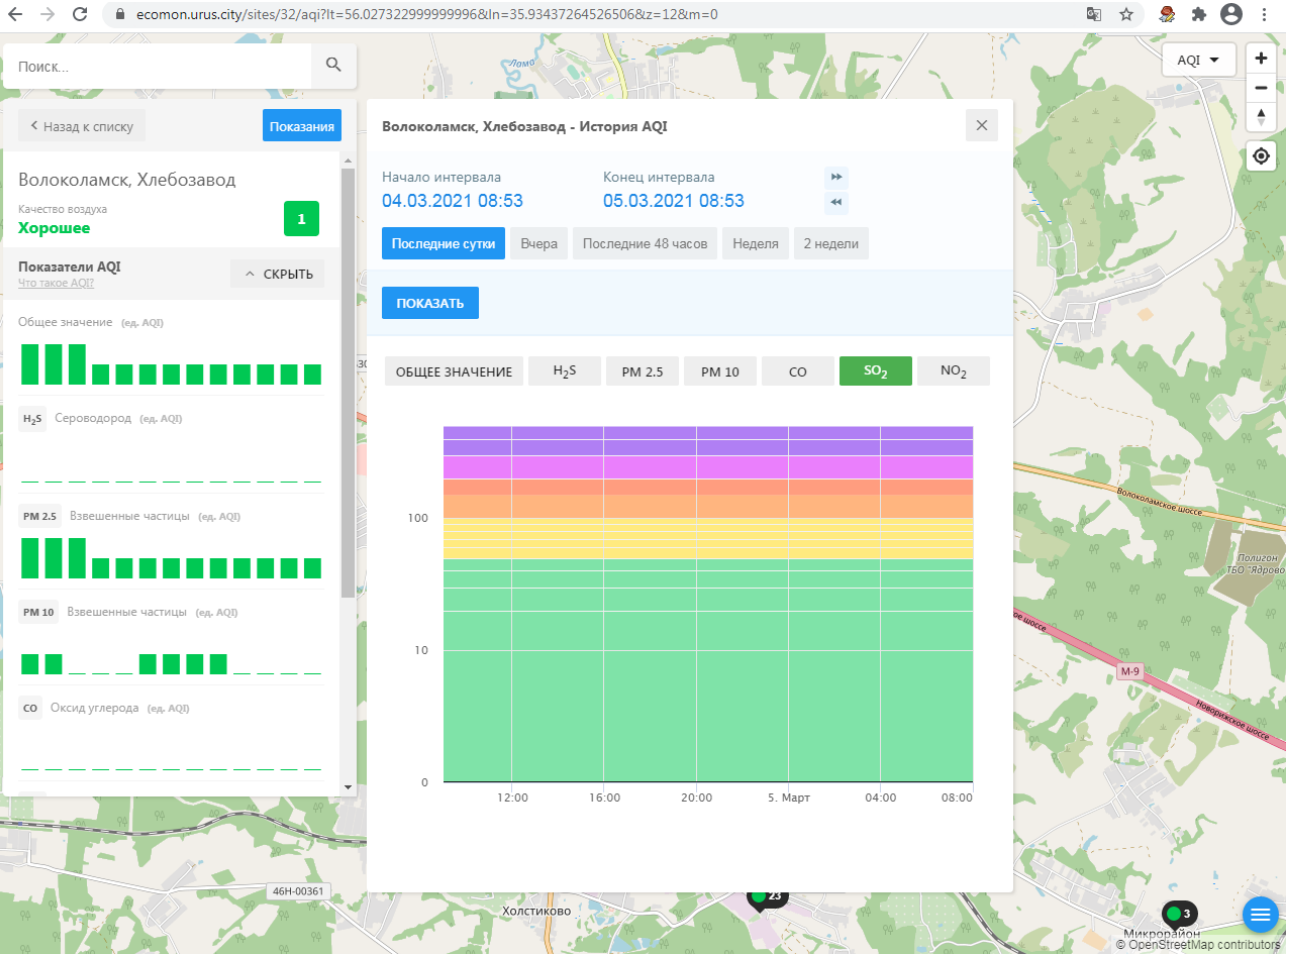 ecomon.urus.city/sites/32/aqi?lt=56.027322999999996&ln=35.93437264526506&z=12&m=0
Поиск...
AQI
Назад к списку
Показания
Волоколамск, Хлебозавод
Качество воздуха
Хорошее
1
Показатели AQI
Что такое AQI?
СКРЫТЬ
Общее значение (ед. AQI)
H₂S Сероводород (ед. AQI)
PM 2.5 Взвешенные частицы (ед. AQI)
PM 10 Взвешенные частицы (ед. AQI)
CO Оксид углерода (ед. AQI)
Волоколамск, Хлебозавод - История AQI
Начало интервала
04.03.2021 08:53
Конец интервала
05.03.2021 08:53
Последние сутки Вчера Последние 48 часов Неделя 2 недели
ПОКАЗАТЬ
ОБЩЕЕ ЗНАЧЕНИЕ H₂S PM 2.5 PM 10 CO SO₂ NO₂
100
10
0
12:00 16:00 20:00 5. Март 04:00 08:00
Лама
Волоколамское шоссе
Полигон
ТБО "Ядрово
ое шоссе
М-9
Новорижское шоссе
46Н-00361
Холстиково
23
3
Микрорайон
© OpenStreetMap contributors